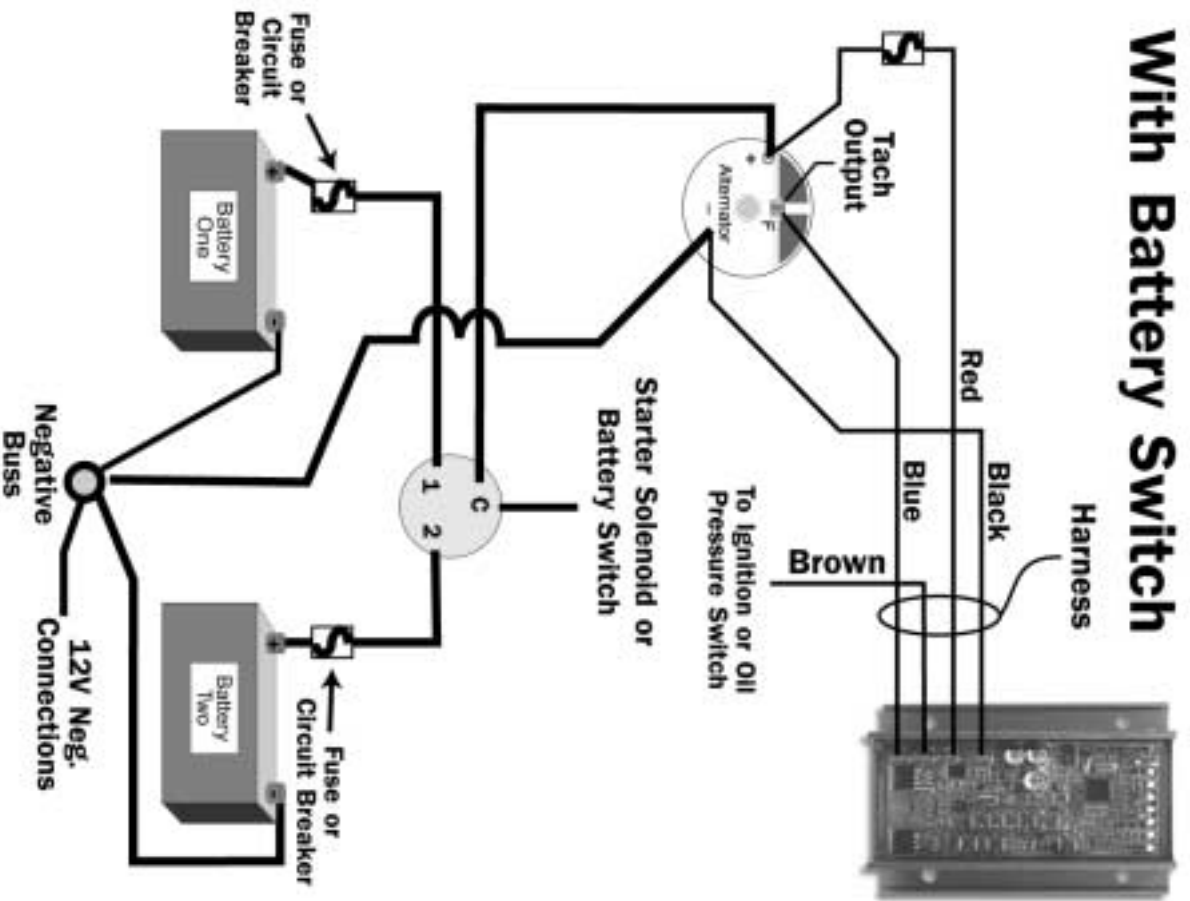 With Battery Switch
Harness
Black
Red
Blue
Brown
To Ignition or Oil
Pressure Switch
Tach
Output
+
Alternator
-
F
Starter Solenoid or
Battery Switch
C
1
2
Fuse or
Circuit
Breaker
+
-
Battery
One
Fuse or
Circuit Breaker
+
-
Battery
Two
Negative
Buss
12V Neg.
Connections